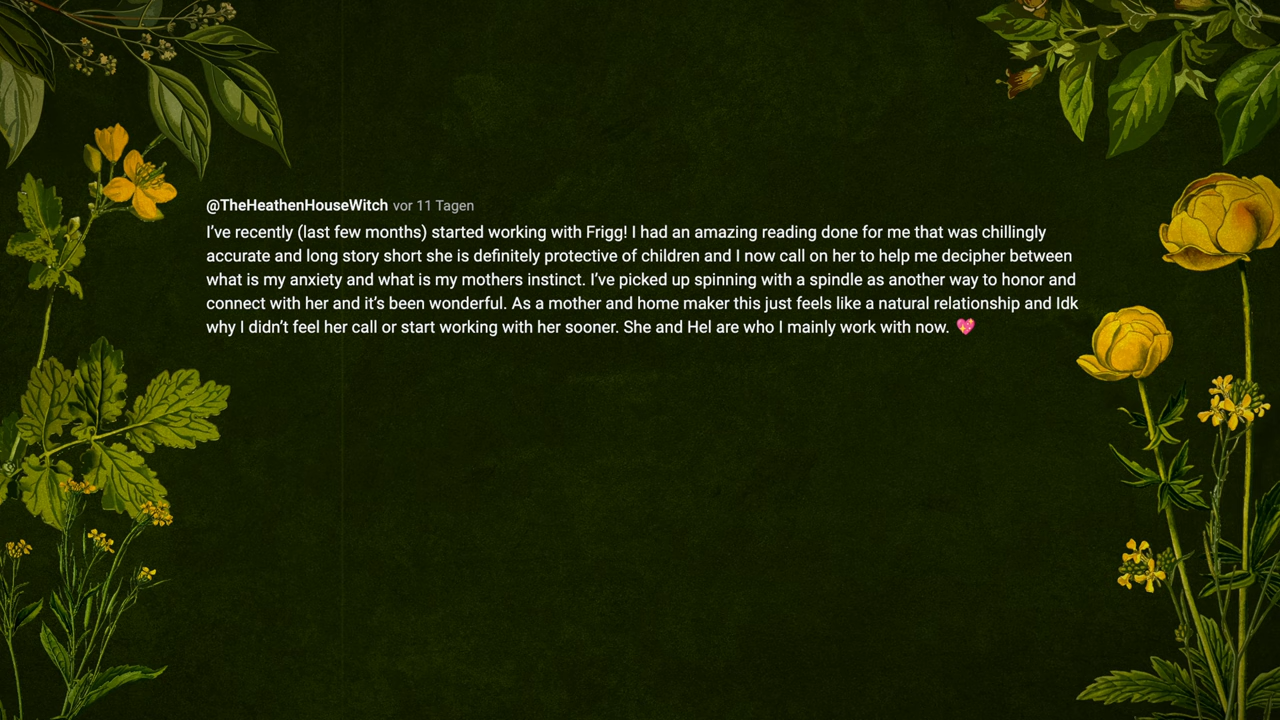 @TheHeathenHouseWitch vor 11 Tagen
I’ve recently (last few months) started working with Frigg! I had an amazing reading done for me that was chillingly
accurate and long story short she is definitely protective of children and I now call on her to help me decipher between
what is my anxiety and what is my mothers instinct. I’ve picked up spinning with a spindle as another way to honor and
connect with her and it’s been wonderful. As a mother and home maker this just feels like a natural relationship and Idk
why I didn’t feel her call or start working with her sooner. She and Hel are who I mainly work with now. 💖